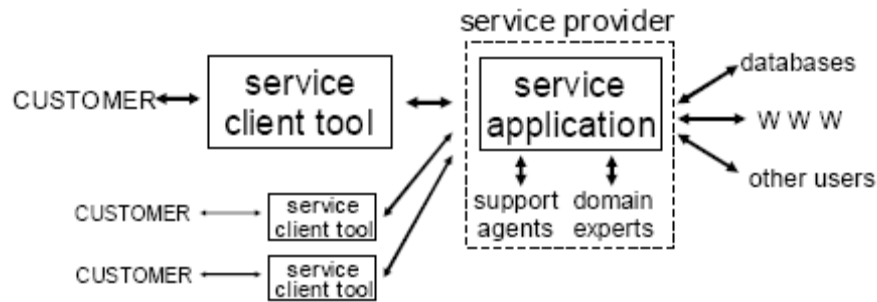 service provider
CUSTOMER
service
client tool
service
application
databases
W W W
other users
support
agents
domain
experts
CUSTOMER
service
client tool
CUSTOMER
service
client tool